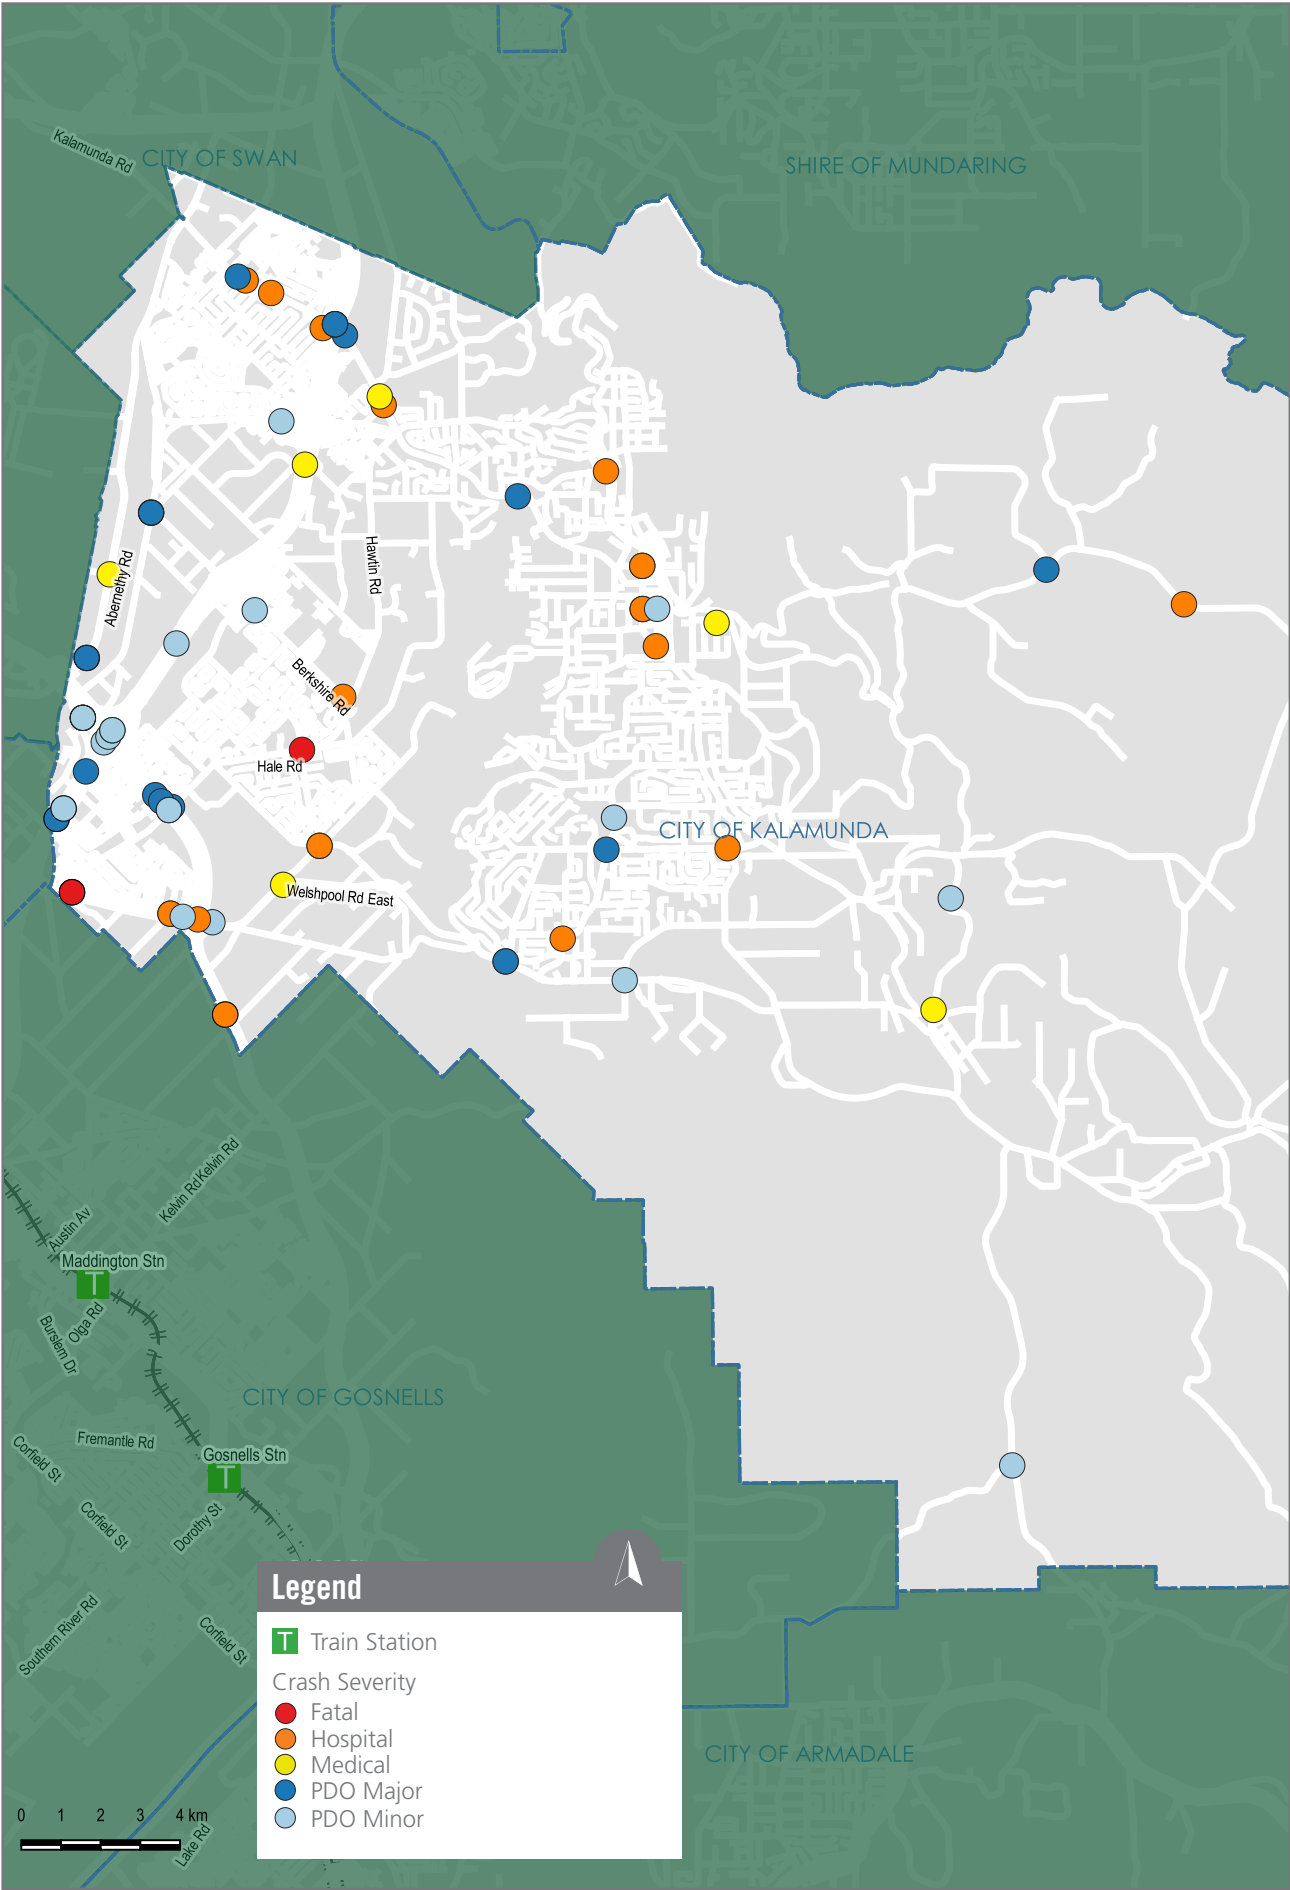 Kalamunda Rd
CITY OF SWAN
SHIRE OF MUNDARING
Hawtin Rd
Abernethy Rd
Berkshire Rd
Hale Rd
CITY OF KALAMUNDA
Welshpool Rd East
Kelvin Rd
Kelvin Rd
Austin Av
Maddington Stn
T
Olga Rd
Burslem Dr
CITY OF GOSNELLS
Fremantle Rd
Corfield St
Gosnells Stn
T
Corfield St
Dorothy St
Southern River Rd
Corfield St
Legend
T Train Station
Crash Severity
Fatal
Hospital
Medical
PDO Major
PDO Minor
CITY OF ARMADALE
0 1 2 3 4 km
Lake Rd